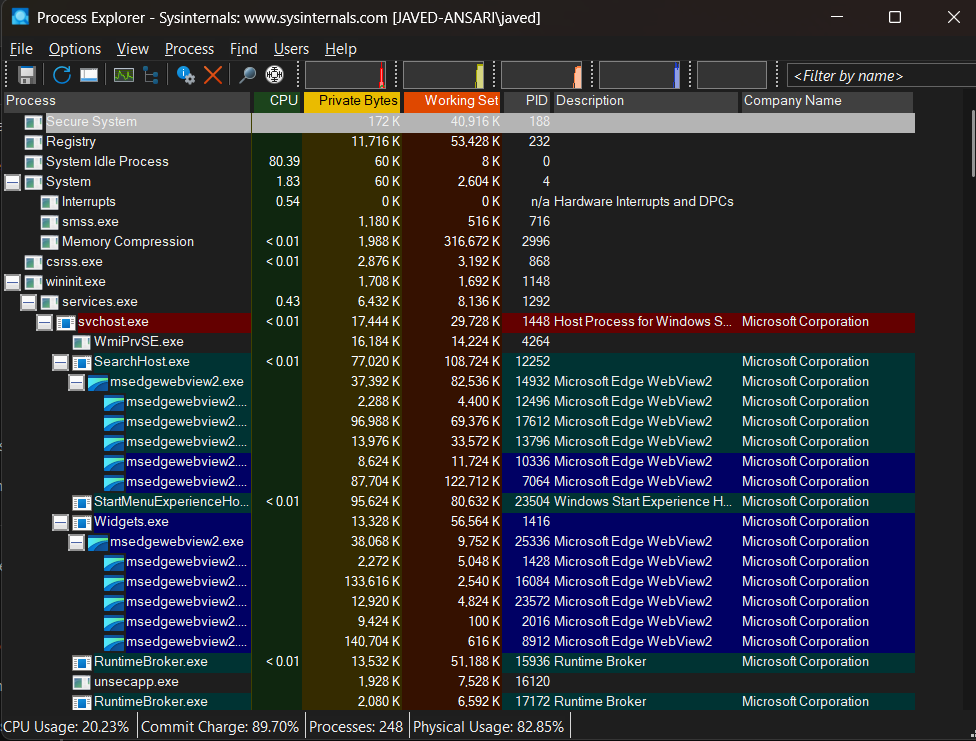 Process Explorer - Sysinternals: www.sysinternals.com [JAVED-ANSARI\javed]
File Options View Process Find Users Help
<Filter by name>
Process CPU Private Bytes Working Set PID Description Company Name
Secure System 172 K 40,916 K 188
Registry 11,716 K 53,428 K 232
System Idle Process 80.39 60 K 8 K 0
System 1.83 60 K 2,604 K 4
Interrupts 0.54 0 K 0 K n/a Hardware Interrupts and DPCs
smss.exe 1,180 K 516 K 716
Memory Compression < 0.01 1,988 K 316,672 K 2996
csrss.exe < 0.01 2,876 K 3,192 K 868
wininit.exe 1,708 K 1,692 K 1148
services.exe 0.43 6,432 K 8,136 K 1292
svchost.exe < 0.01 17,444 K 29,728 K 1448 Host Process for Windows S... Microsoft Corporation
WmiPrvSE.exe 16,184 K 14,224 K 4264
SearchHost.exe < 0.01 77,020 K 108,724 K 12252 Microsoft Corporation
msedgewebview2.exe 37,392 K 82,536 K 14932 Microsoft Edge WebView2 Microsoft Corporation
msedgewebview2.... 2,288 K 4,400 K 12496 Microsoft Edge WebView2 Microsoft Corporation
msedgewebview2.... 96,988 K 69,376 K 17612 Microsoft Edge WebView2 Microsoft Corporation
msedgewebview2.... 13,976 K 33,572 K 13796 Microsoft Edge WebView2 Microsoft Corporation
msedgewebview2.... 8,624 K 11,724 K 10336 Microsoft Edge WebView2 Microsoft Corporation
msedgewebview2.... 87,704 K 122,712 K 7064 Microsoft Edge WebView2 Microsoft Corporation
StartMenuExperienceHo... < 0.01 95,624 K 80,632 K 23504 Windows Start Experience H... Microsoft Corporation
Widgets.exe 13,328 K 56,564 K 1416 Microsoft Corporation
msedgewebview2.exe 38,068 K 9,752 K 25336 Microsoft Edge WebView2 Microsoft Corporation
msedgewebview2.... 2,272 K 5,048 K 1428 Microsoft Edge WebView2 Microsoft Corporation
msedgewebview2.... 133,616 K 2,540 K 16084 Microsoft Edge WebView2 Microsoft Corporation
msedgewebview2.... 12,920 K 4,824 K 23572 Microsoft Edge WebView2 Microsoft Corporation
msedgewebview2.... 9,424 K 100 K 2016 Microsoft Edge WebView2 Microsoft Corporation
msedgewebview2.... 140,704 K 616 K 8912 Microsoft Edge WebView2 Microsoft Corporation
RuntimeBroker.exe < 0.01 13,532 K 51,188 K 15936 Runtime Broker Microsoft Corporation
unsecapp.exe 1,928 K 7,528 K 16120
RuntimeBroker.exe 2,080 K 6,592 K 17172 Runtime Broker Microsoft Corporation
CPU Usage: 20.23% Commit Charge: 89.70% Processes: 248 Physical Usage: 82.85%